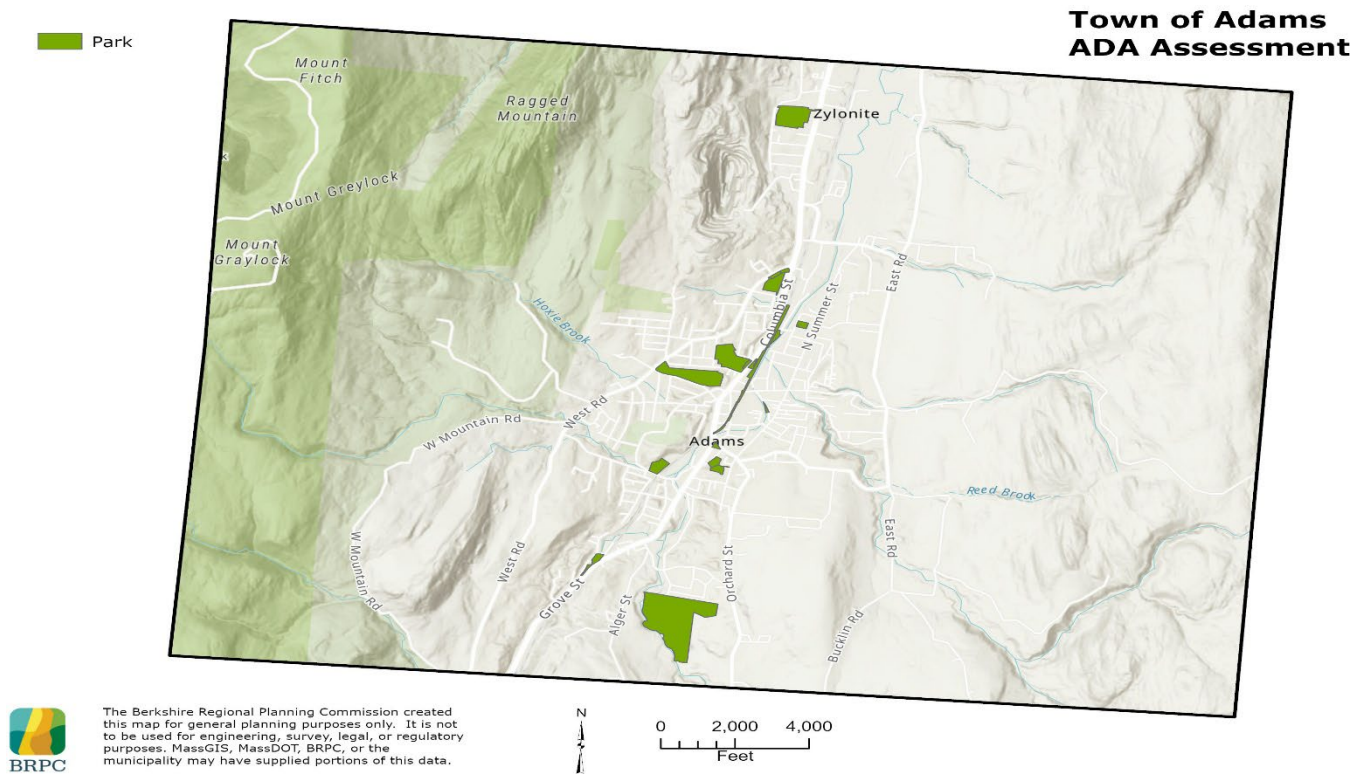 Town of Adams
ADA Assessment
Park
Mount
Fitch
Ragged
Mountain
Zylonite
Mount Greylock
Mount
Graylock
East Rd
Columbia St
N Summer St
Hoxie Brook
West Rd
W Mountain Rd
Adams
Reed Brook
W Mountain Rd
West Rd
Orchard St
East Rd
Grove St
Alger St
Bucklin Rd
BRPC
The Berkshire Regional Planning Commission created
this map for general planning purposes only. It is not
to be used for engineering, survey, legal, or regulatory
purposes. MassGIS, MassDOT, BRPC, or the
municipality may have supplied portions of this data.
N
0 2,000 4,000
Feet